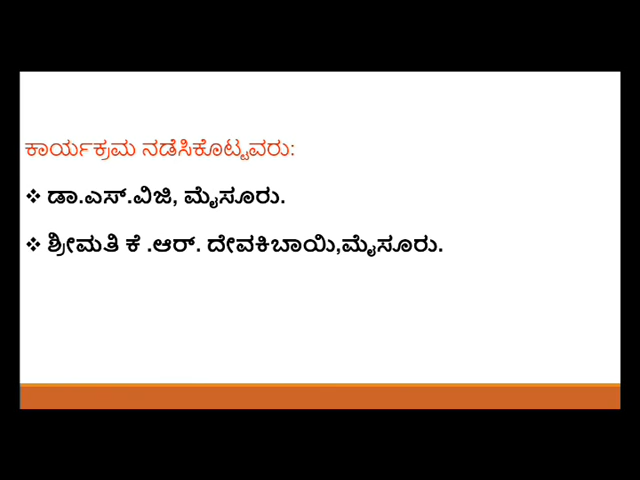 ಕಾರ್ಯಕ್ರಮ ನಡೆಸಿಕೊಟ್ಟವರು:
❖ ಡಾ.ಎಸ್.ವಿಜಿ, ಮೈಸೂರು.
❖ ಶ್ರೀಮತಿ ಕೆ .ಆರ್. ದೇವಕಿಬಾಯಿ,ಮೈಸೂರು.